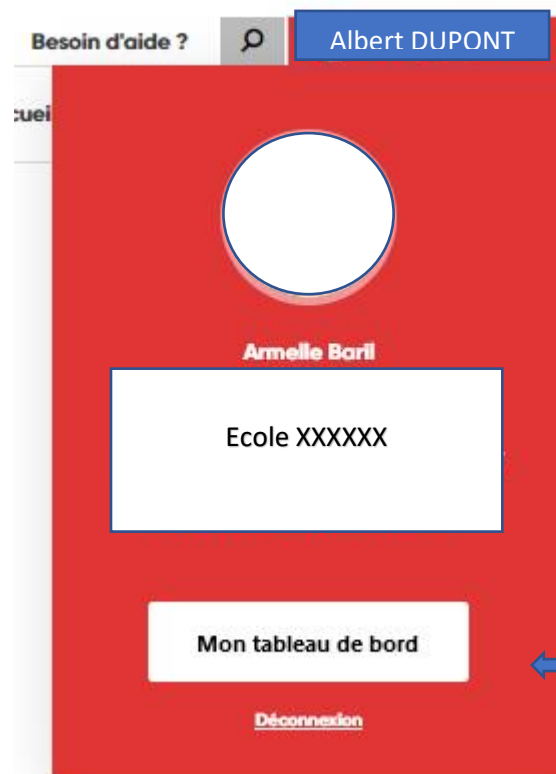 Besoin d'aide ?
Albert DUPONT
cuei
Armelle Baril
Ecole XXXXXX
Mon tableau de bord
Déconnexion